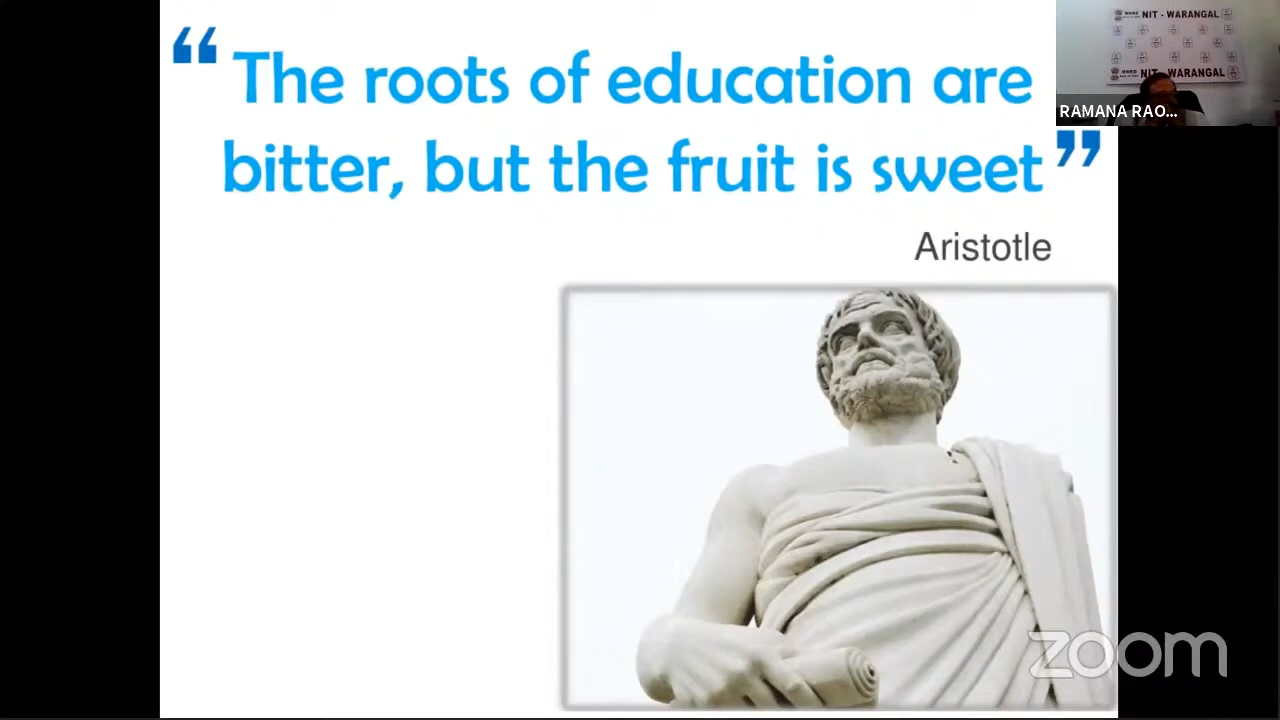 “The roots of education are
bitter, but the fruit is sweet”
Aristotle
NIT - WARANGAL
NIT - WARANGAL
RAMANA RAO...
zoom